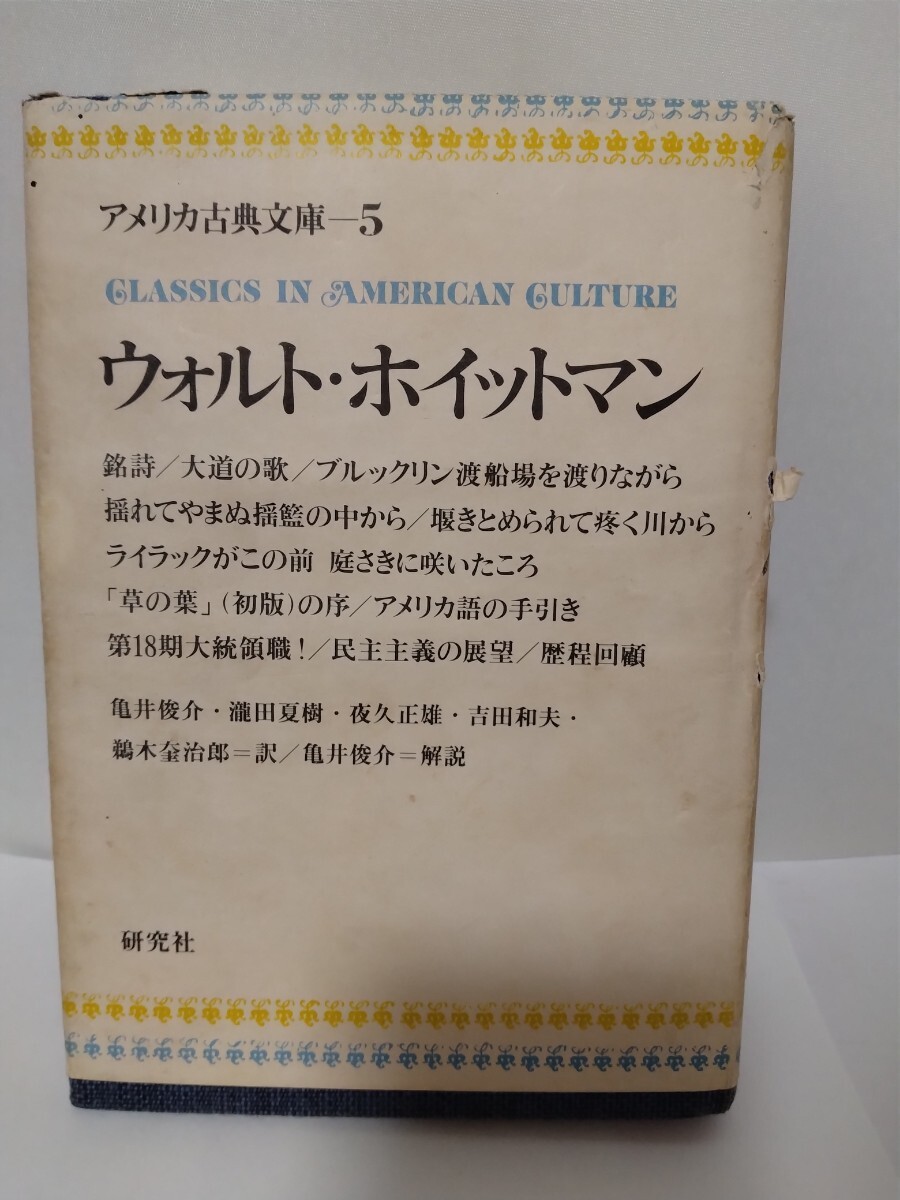 アメリカ古典文庫—5
CLASSICS IN AMERICAN CULTURE
ウォルト・ホイットマン
銘詩／大道の歌／ブルックリン渡船場を渡りながら
揺れてやまぬ揺籃の中から／堰きとめられて疼く川から
ライラックがこの前 庭さきに咲いたころ
「草の葉」(初版)の序／アメリカ語の手引き
第18期大統領職!／民主主義の展望／歴程回顧
亀井俊介・瀧田夏樹・夜久正雄・吉田和夫・
鵜木奎治郎＝訳／亀井俊介＝解説
研究社